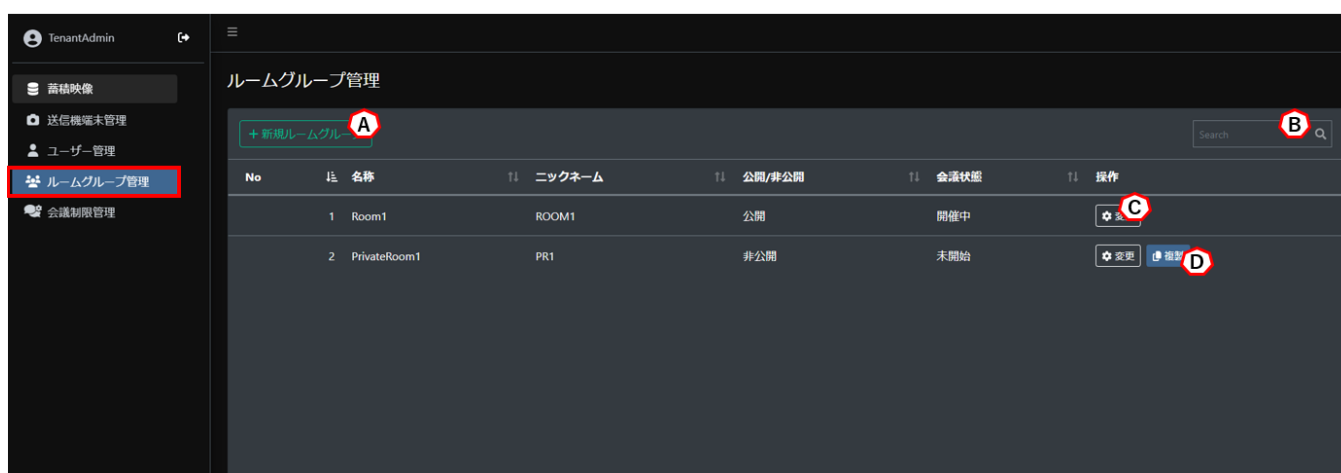 TenantAdmin
蓄積映像
送信機端末管理
ユーザー管理
ルームグループ管理
会議制限管理
ルームグループ管理
+ 新規ルームグルー
A
Search
B
No 名称 ニックネーム 公開/非公開 会議状態 操作
1 Room1 ROOM1 公開 開催中
C
2 PrivateRoom1 PR1 非公開 未開始 変更 複製
D